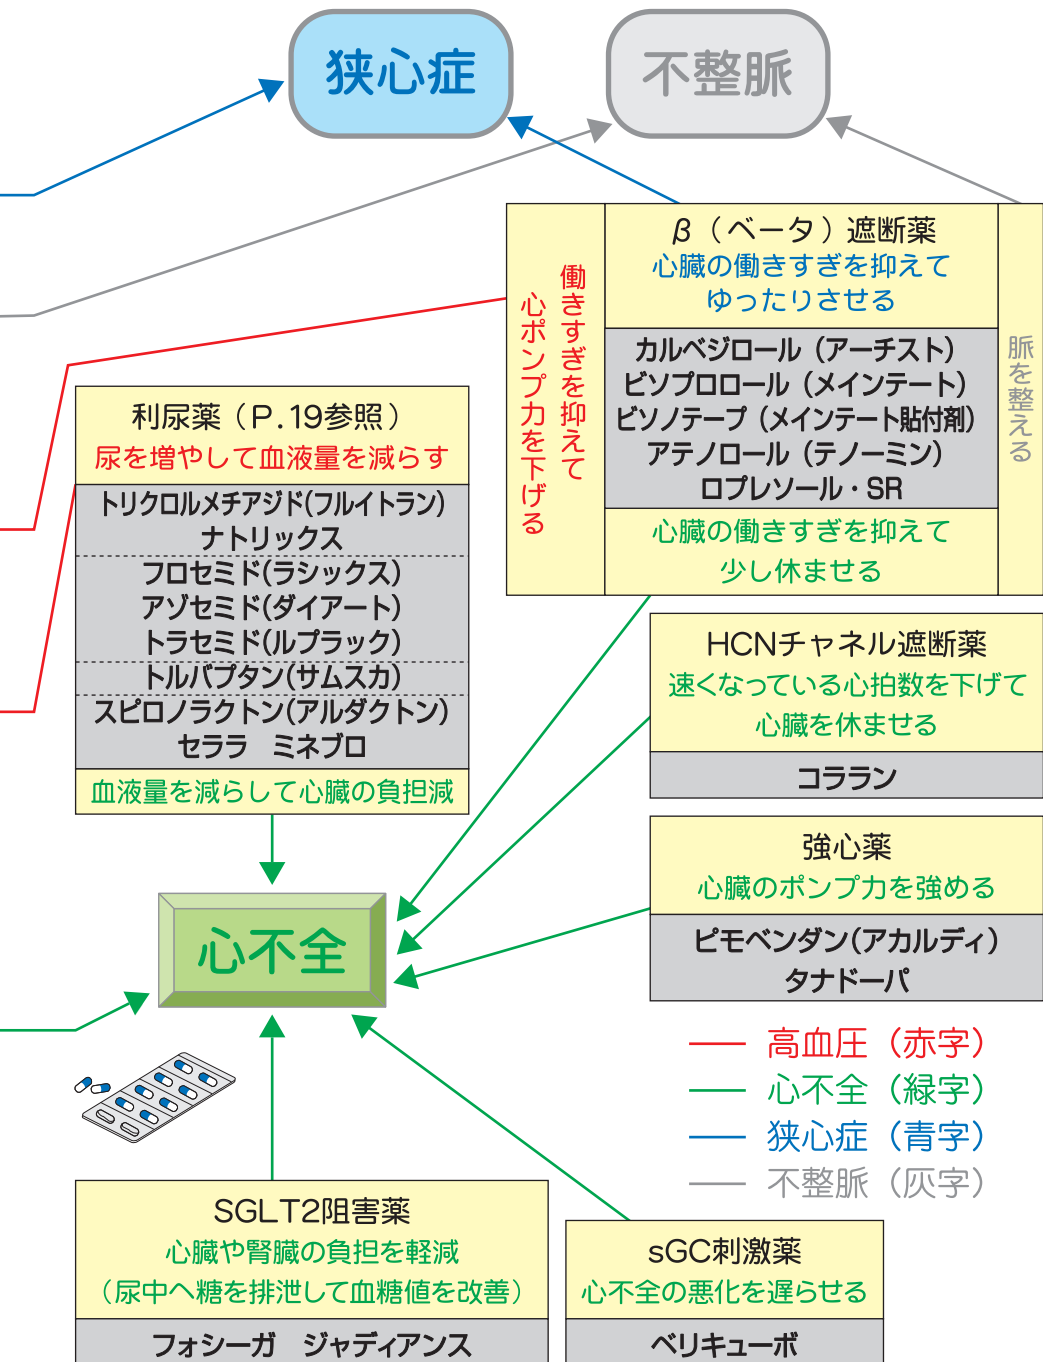 狭心症
不整脈
β（ベータ）遮断薬
心臓の働きすぎを抑えて
ゆったりさせる
働きすぎを抑えて
心ポンプ力を下げる
カルベジロール（アーチスト）
ビソプロロール（メインテート）
ビソノテープ（メインテート貼付剤）
アテノロール（テノーミン）
ロプレソール・SR
心臓の働きすぎを抑えて
少し休ませる
脈を整える
利尿薬（P.19参照）
尿を増やして血液量を減らす
トリクロルメチアジド(フルイトラン)
ナトリックス
フロセミド(ラシックス)
アゾセミド(ダイアート)
トラセミド(ルプラック)
トルバプタン(サムスカ)
スピロノラクトン(アルダクトン)
セララ　ミネブロ
血液量を減らして心臓の負担減
HCNチャネル遮断薬
速くなっている心拍数を下げて
心臓を休ませる
コララン
強心薬
心臓のポンプ力を強める
ピモベンダン(アカルディ)
タナドーパ
心不全
高血圧（赤字）
心不全（緑字）
狭心症（青字）
不整脈（灰字）
SGLT2阻害薬
心臓や腎臓の負担を軽減
（尿中へ糖を排泄して血糖値を改善）
フォシーガ　ジャディアンス
sGC刺激薬
心不全の悪化を遅らせる
ベリキューボ